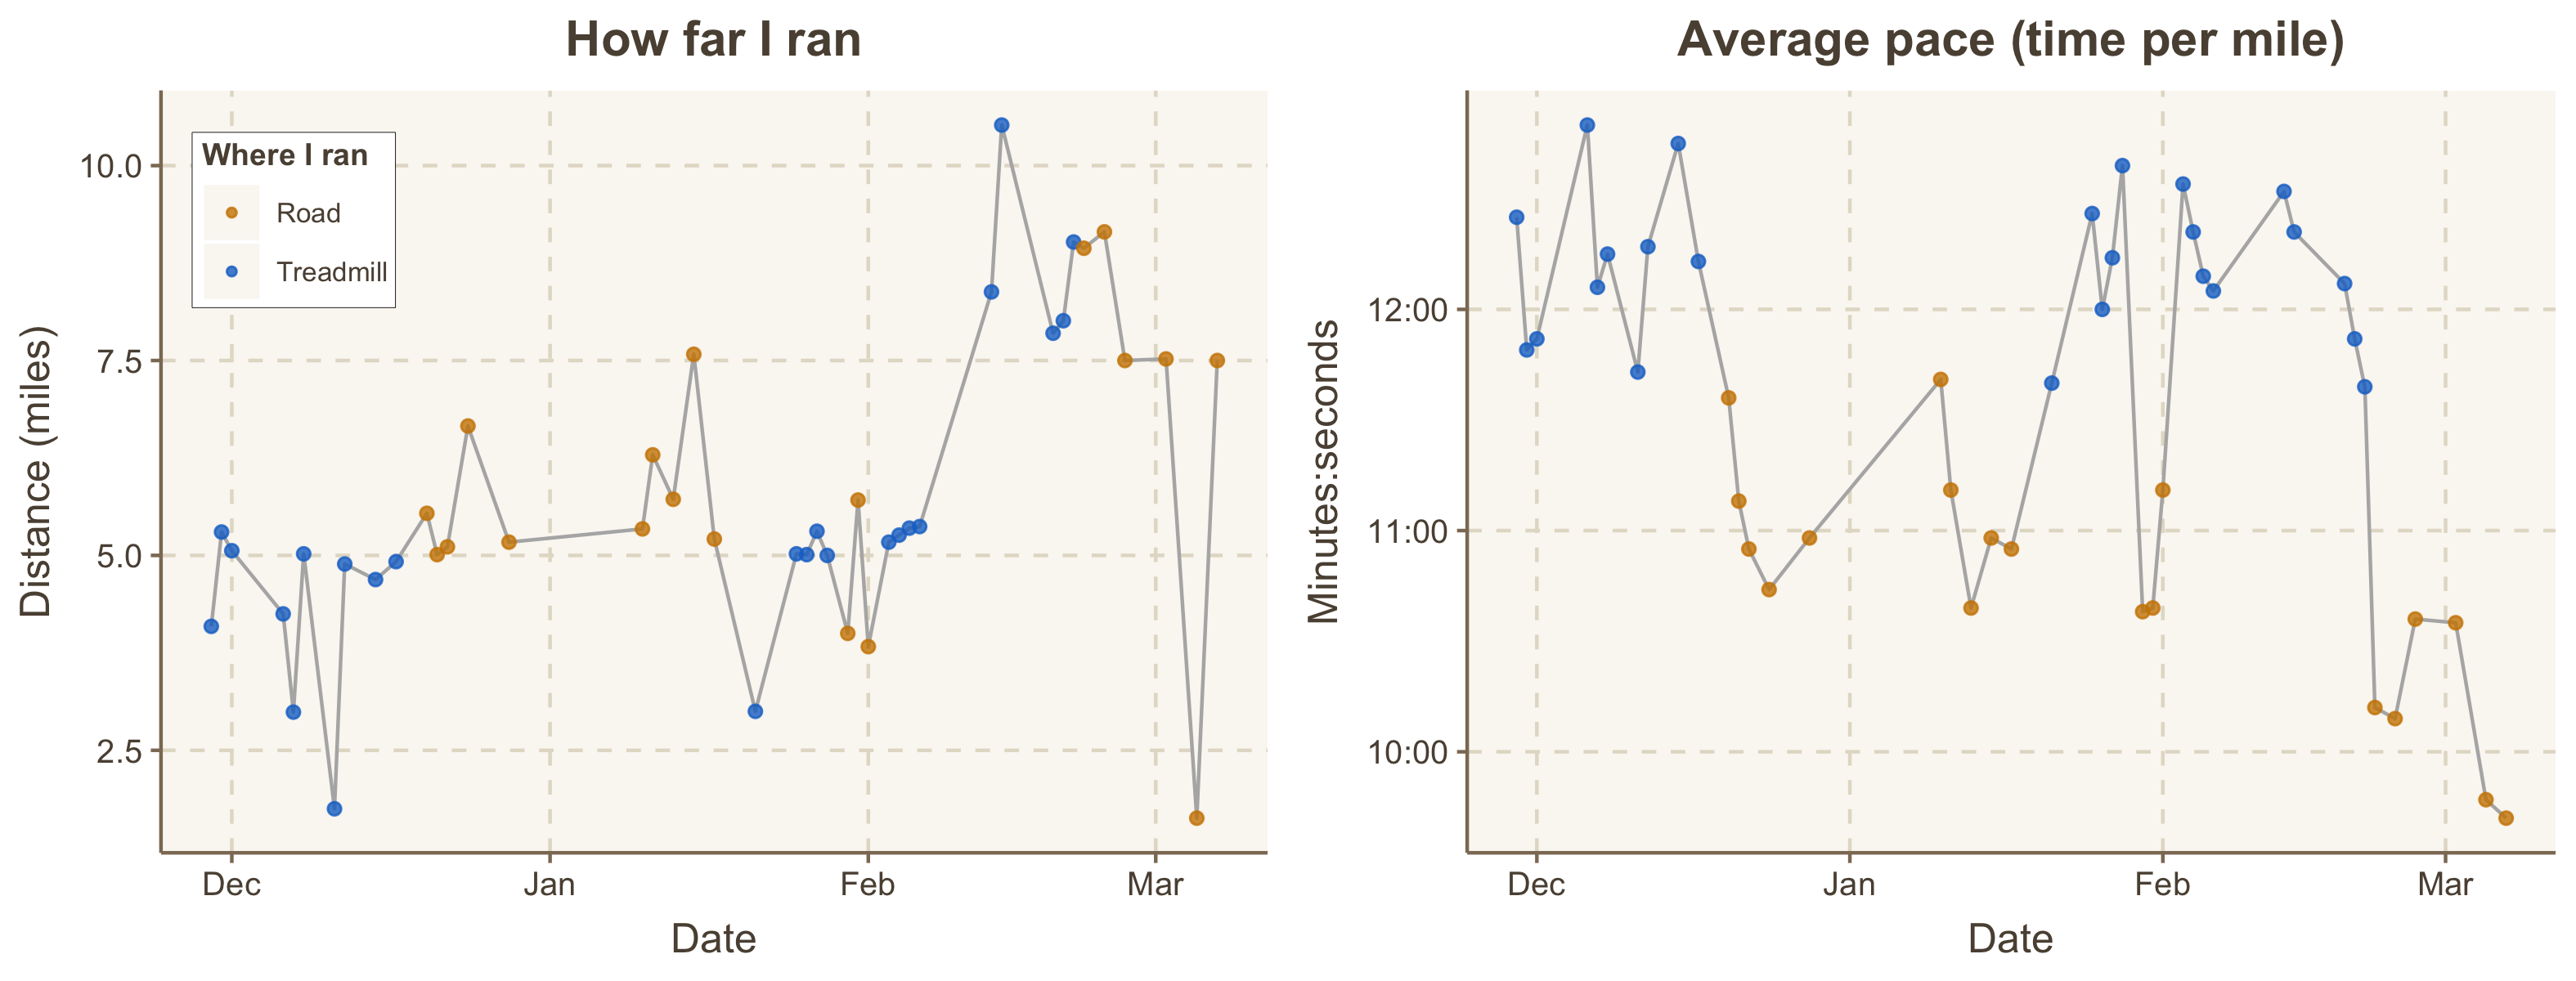 How far I ran
Distance (miles)
10.0
7.5
5.0
2.5
Where I ran
Road
Treadmill
Dec Jan Feb Mar
Date
Average pace (time per mile)
Minutes:seconds
12:00
11:00
10:00
Dec Jan Feb Mar
Date